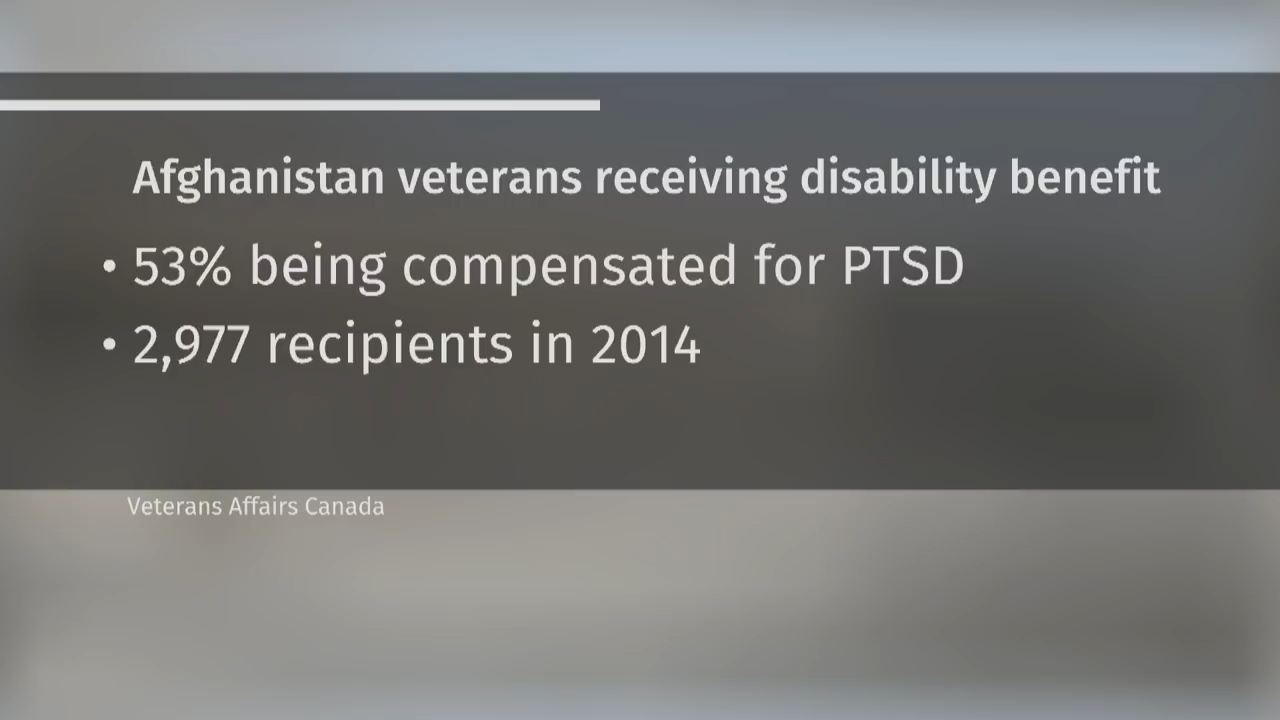 Afghanistan veterans receiving disability benefit
• 53% being compensated for PTSD
• 2,977 recipients in 2014
Veterans Affairs Canada